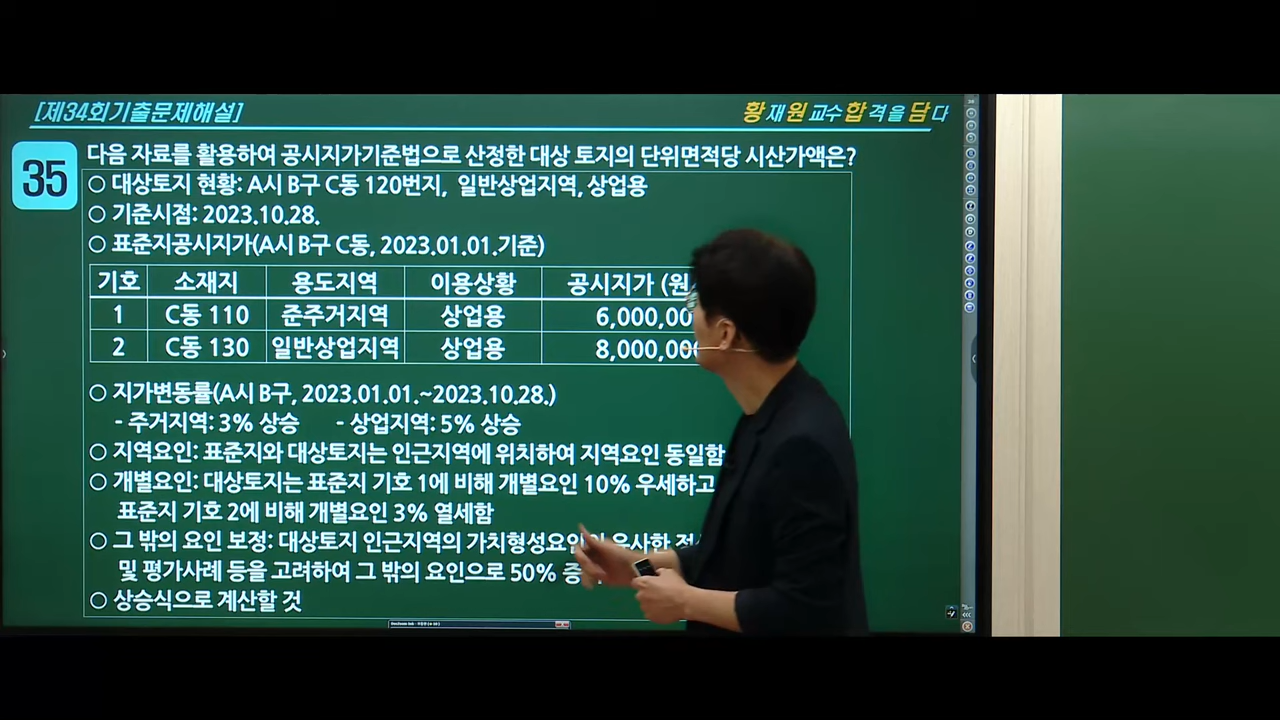 [제34회기출문제해설]
황재원 교수 합격을 담다
35
다음 자료를 활용하여 공시지가기준법으로 산정한 대상 토지의 단위면적당 시산가액은?
○ 대상토지 현황: A시 B구 C동 120번지, 일반상업지역, 상업용
○ 기준시점: 2023.10.28.
○ 표준지공시지가(A시 B구 C동, 2023.01.01.기준)
기호 소재지 용도지역 이용상황 공시지가 (원
1 C동 110 준주거지역 상업용 6,000,00
2 C동 130 일반상업지역 상업용 8,000,00
○ 지가변동률(A시 B구, 2023.01.01.~2023.10.28.)
- 주거지역: 3% 상승 - 상업지역: 5% 상승
○ 지역요인: 표준지와 대상토지는 인근지역에 위치하여 지역요인 동일함
○ 개별요인: 대상토지는 표준지 기호 1에 비해 개별요인 10% 우세하고
표준지 기호 2에 비해 개별요인 3% 열세함
○ 그 밖의 요인 보정: 대상토지 인근지역의 가치형성요인이 유사한
및 평가사례 등을 고려하여 그 밖의 요인으로 50%
○ 상승식으로 계산할 것